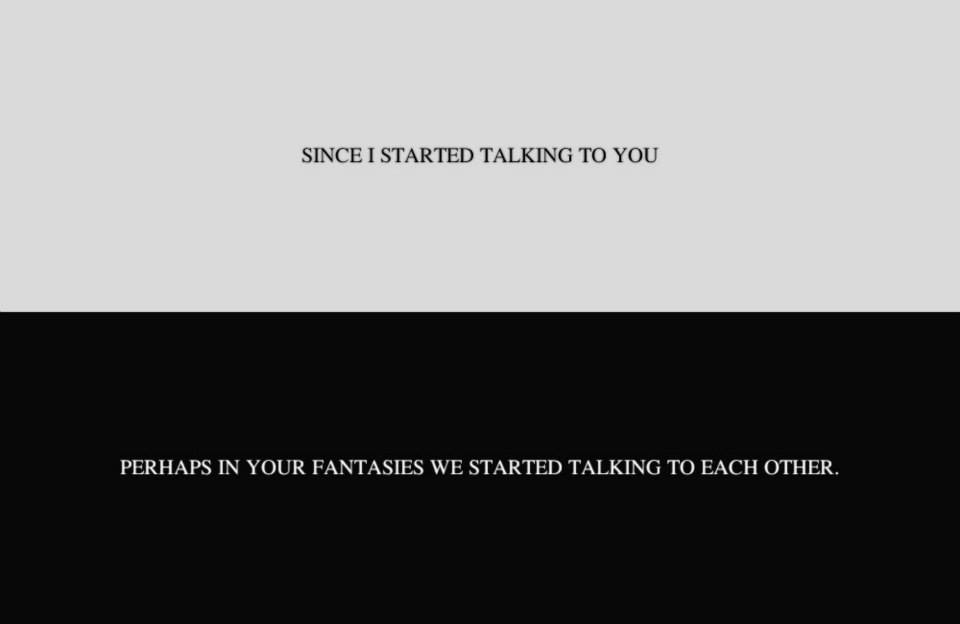 SINCE I STARTED TALKING TO YOU
PERHAPS IN YOUR FANTASIES WE STARTED TALKING TO EACH OTHER.